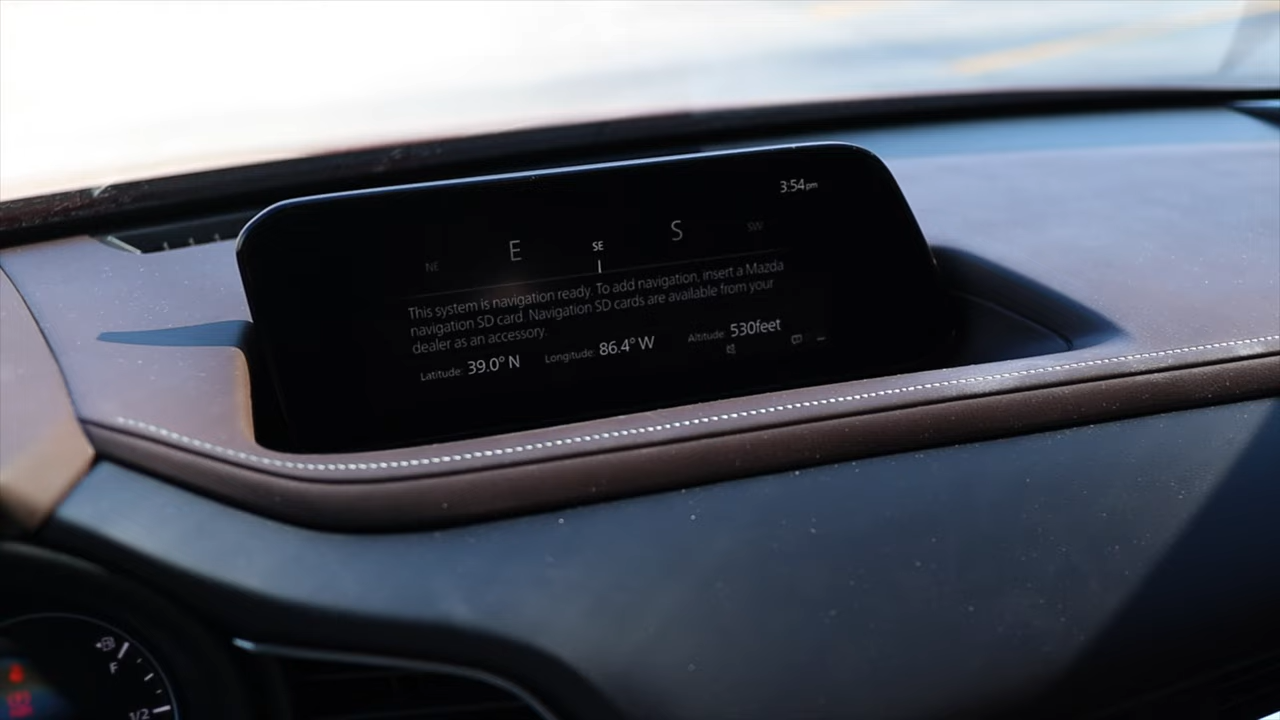 3:54pm
NE E SE S SW
This system is navigation ready. To add navigation, insert a Mazda
navigation SD card. Navigation SD cards are available from your
dealer as an accessory.
Latitude: 39.0° N Longitude: 86.4° W Altitude: 530feet
F
1/2